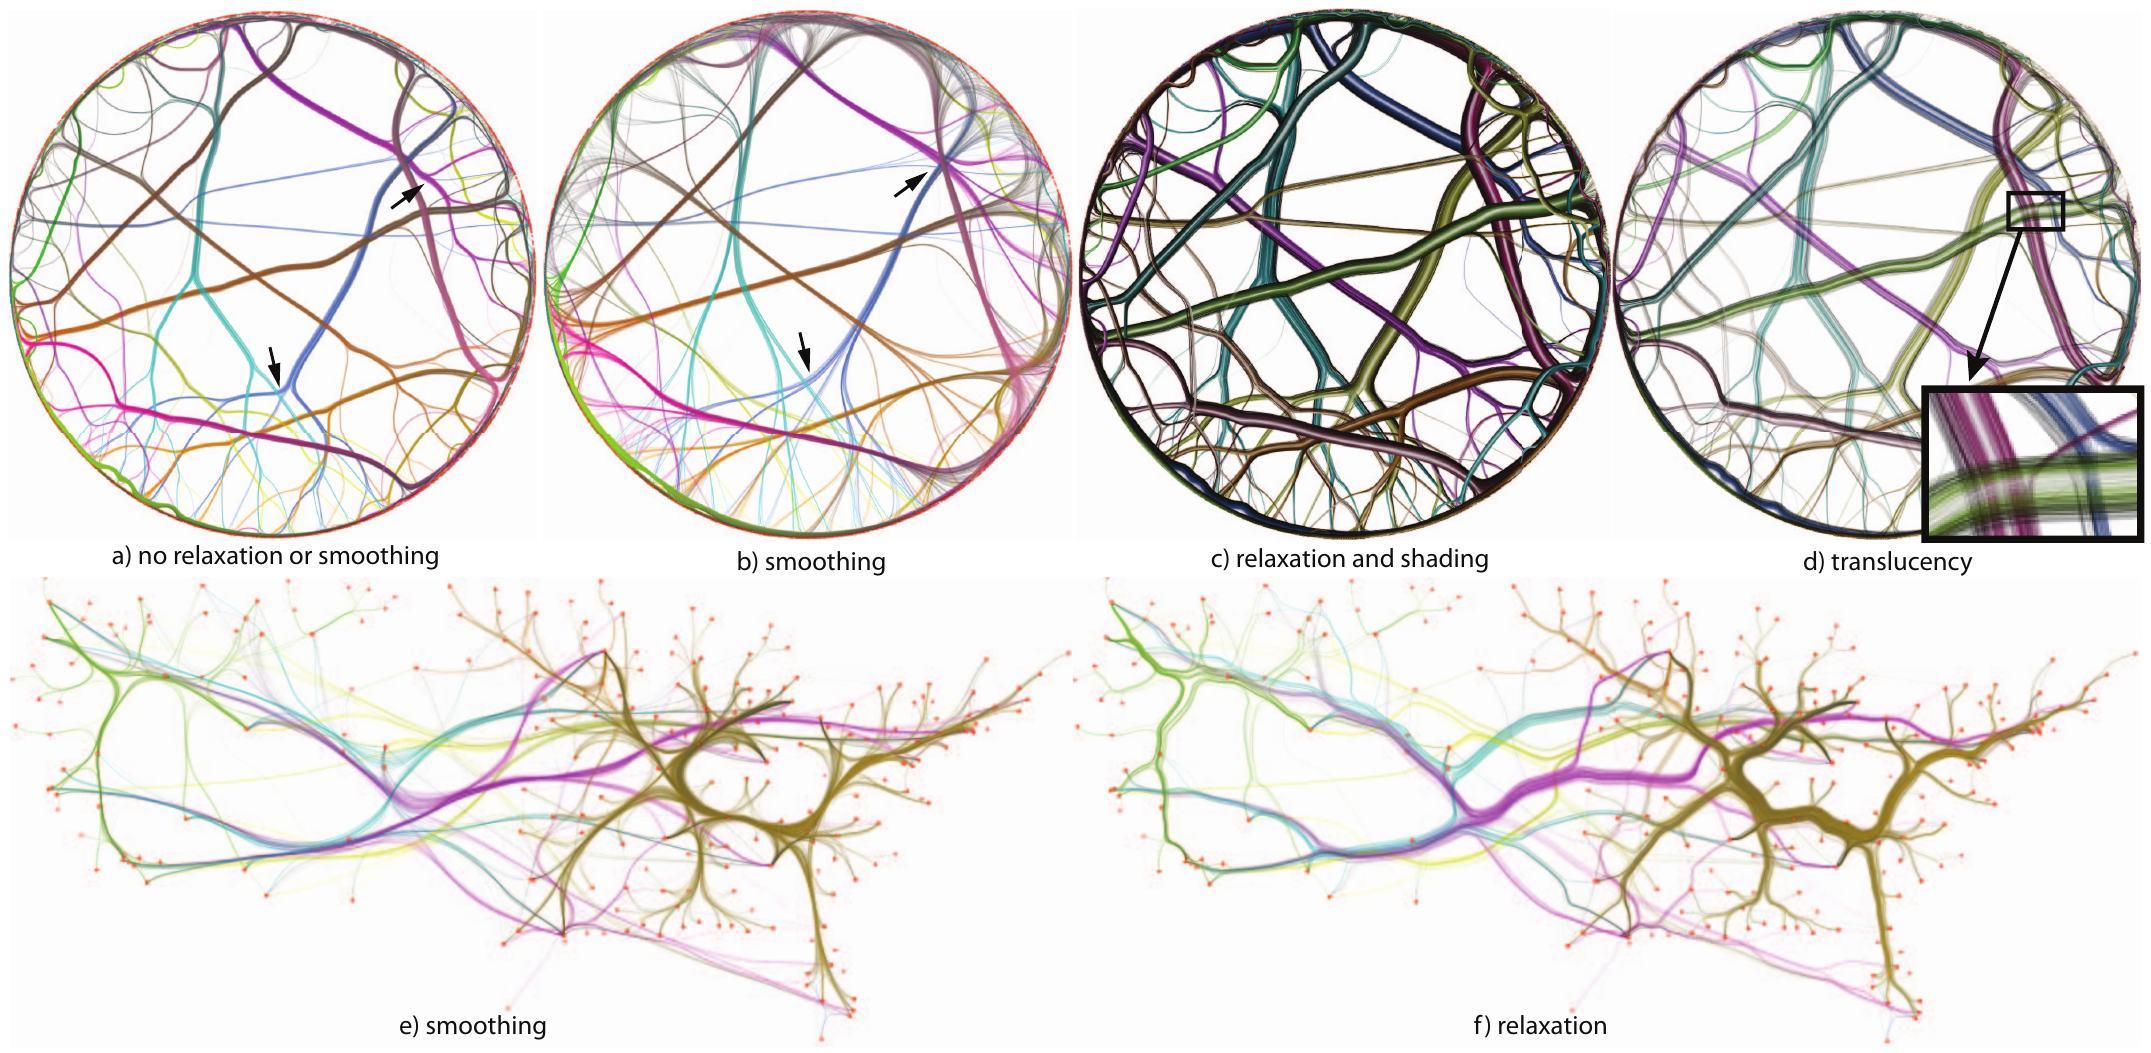 a) no relaxation or smoothing
b) smoothing
c) relaxation and shading
d) translucency
e) smoothing
f) relaxation